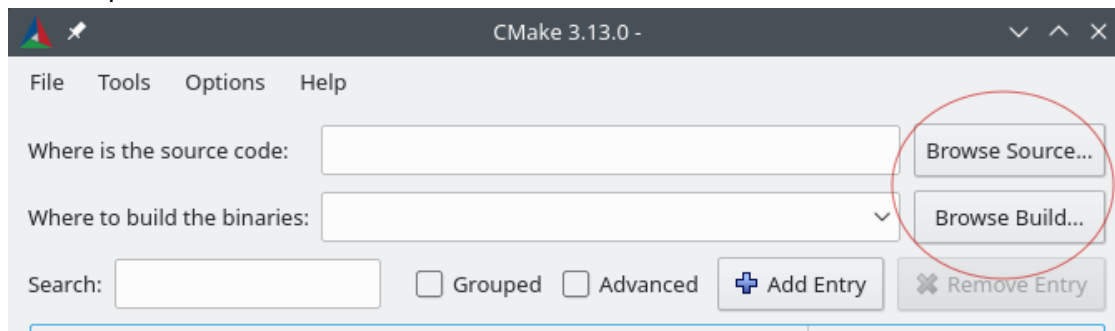 CMake 3.13.0 -
File Tools Options Help
Where is the source code: Browse Source...
Where to build the binaries: Browse Build...
Search: Grouped Advanced Add Entry Remove Entry